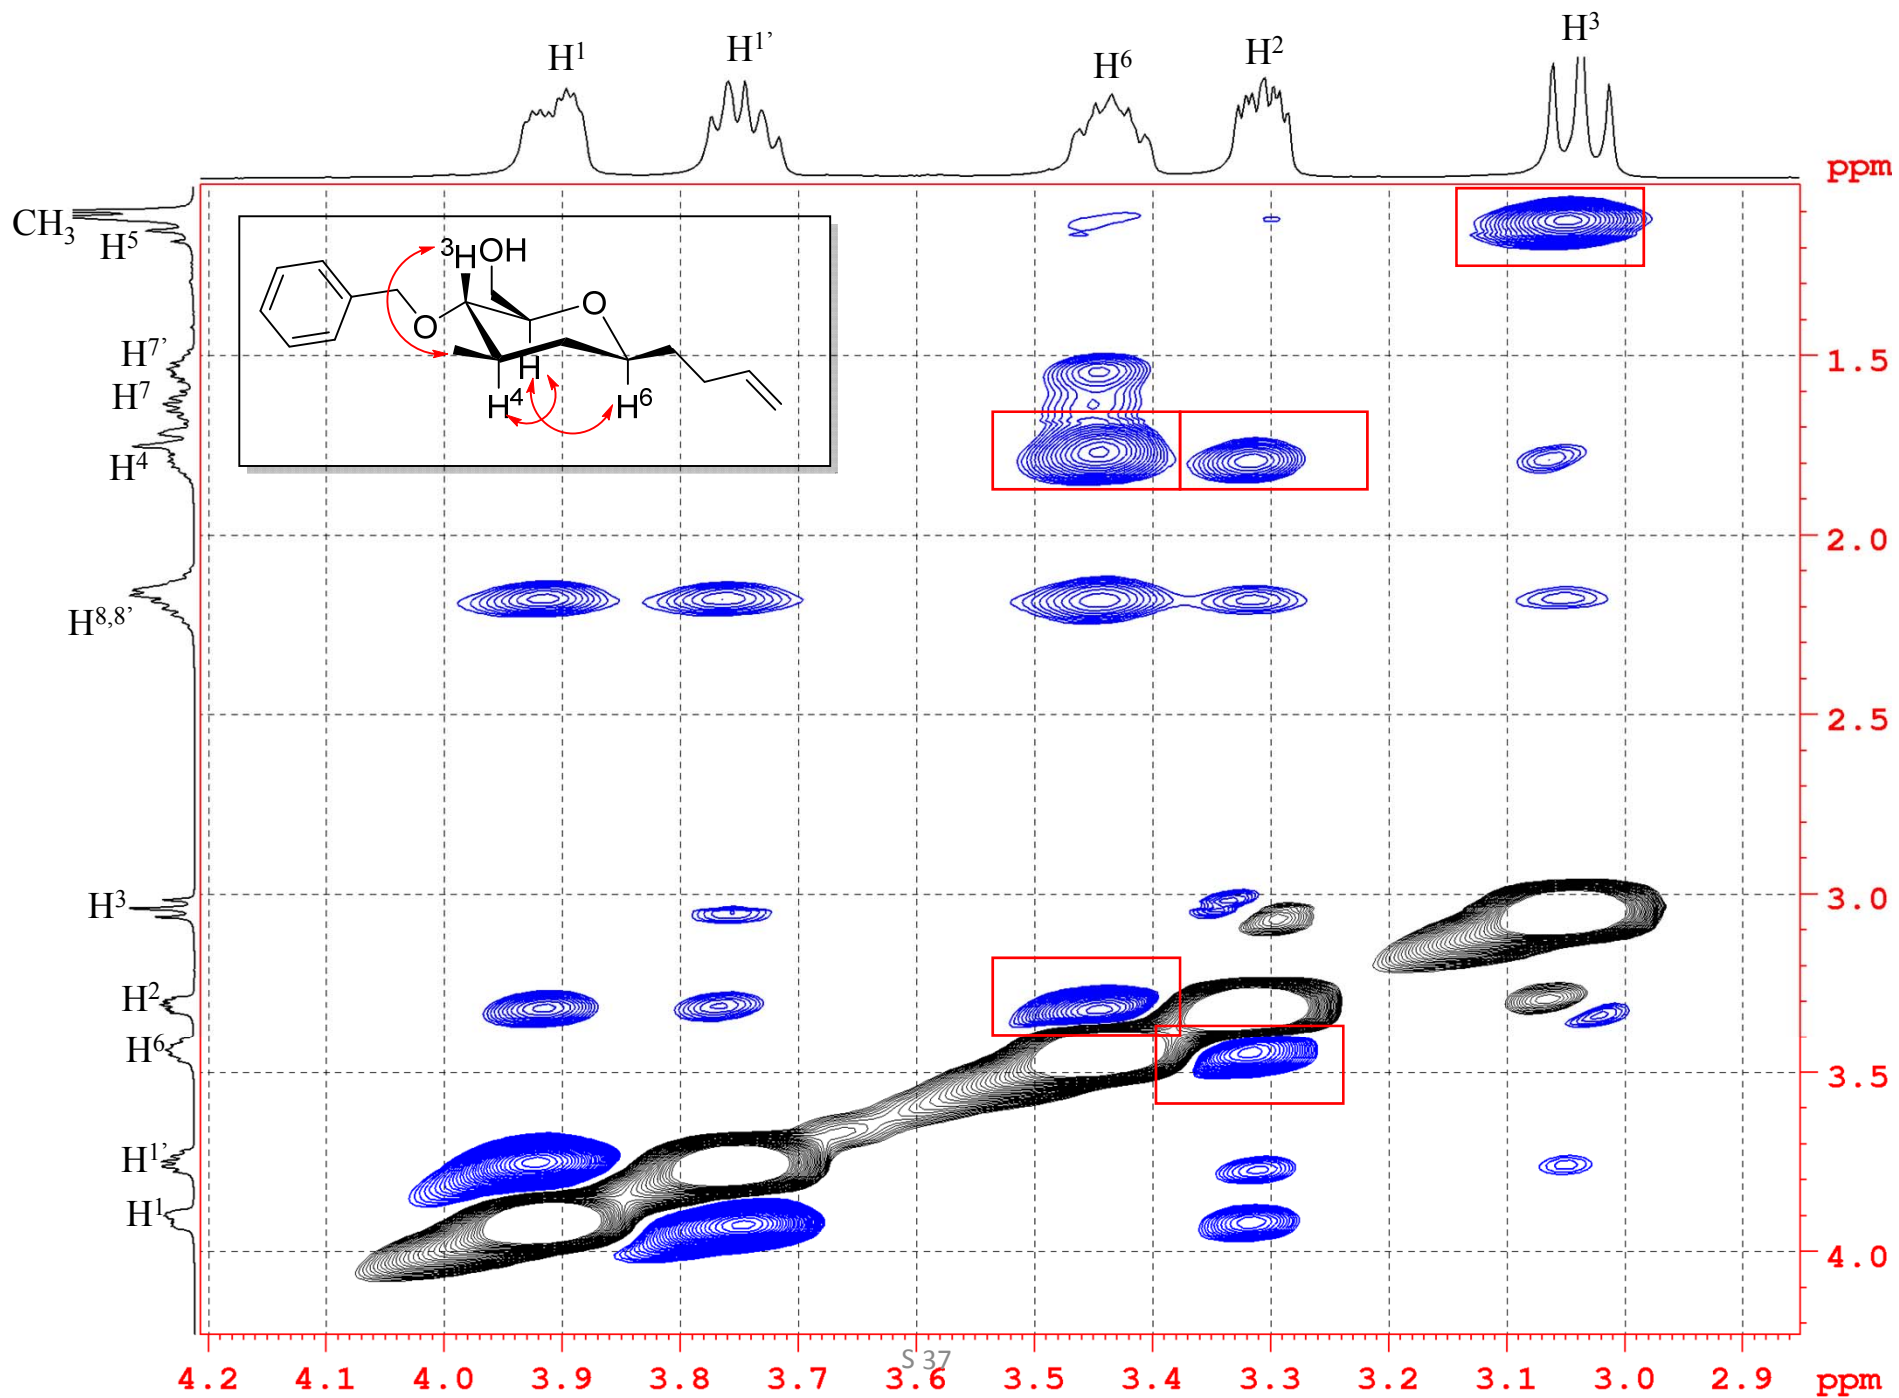 H1 H1’ H6 H2 H3
ppm
CH3
H5
H7’
H7
H4
H8,8’
H3
H2
H6
H1’
H1
3H OH
O
O
H
H4 H6
1.5
2.0
2.5
3.0
3.5
4.0
S 37
4.2 4.1 4.0 3.9 3.8 3.7 3.6 3.5 3.4 3.3 3.2 3.1 3.0 2.9 ppm